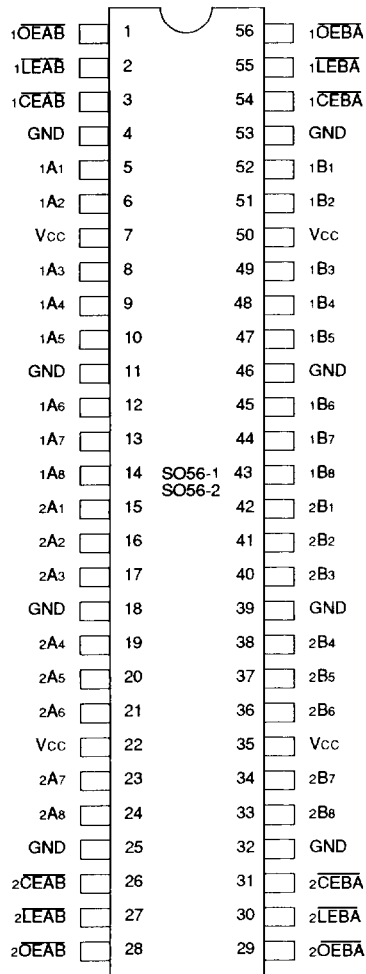 1OEAB 1 56 1OEBA
1LEAB 2 55 1LEBA
1CEAB 3 54 1CEBA
GND 4 53 GND
1A1 5 52 1B1
1A2 6 51 1B2
VCC 7 50 VCC
1A3 8 49 1B3
1A4 9 48 1B4
1A5 10 47 1B5
GND 11 46 GND
1A6 12 45 1B6
1A7 13 44 1B7
1A8 14 SO56-1 43 1B8
SO56-2
2A1 15 42 2B1
2A2 16 41 2B2
2A3 17 40 2B3
GND 18 39 GND
2A4 19 38 2B4
2A5 20 37 2B5
2A6 21 36 2B6
VCC 22 35 VCC
2A7 23 34 2B7
2A8 24 33 2B8
GND 25 32 GND
2CEAB 26 31 2CEBA
2LEAB 27 30 2LEBA
2OEAB 28 29 2OEBA